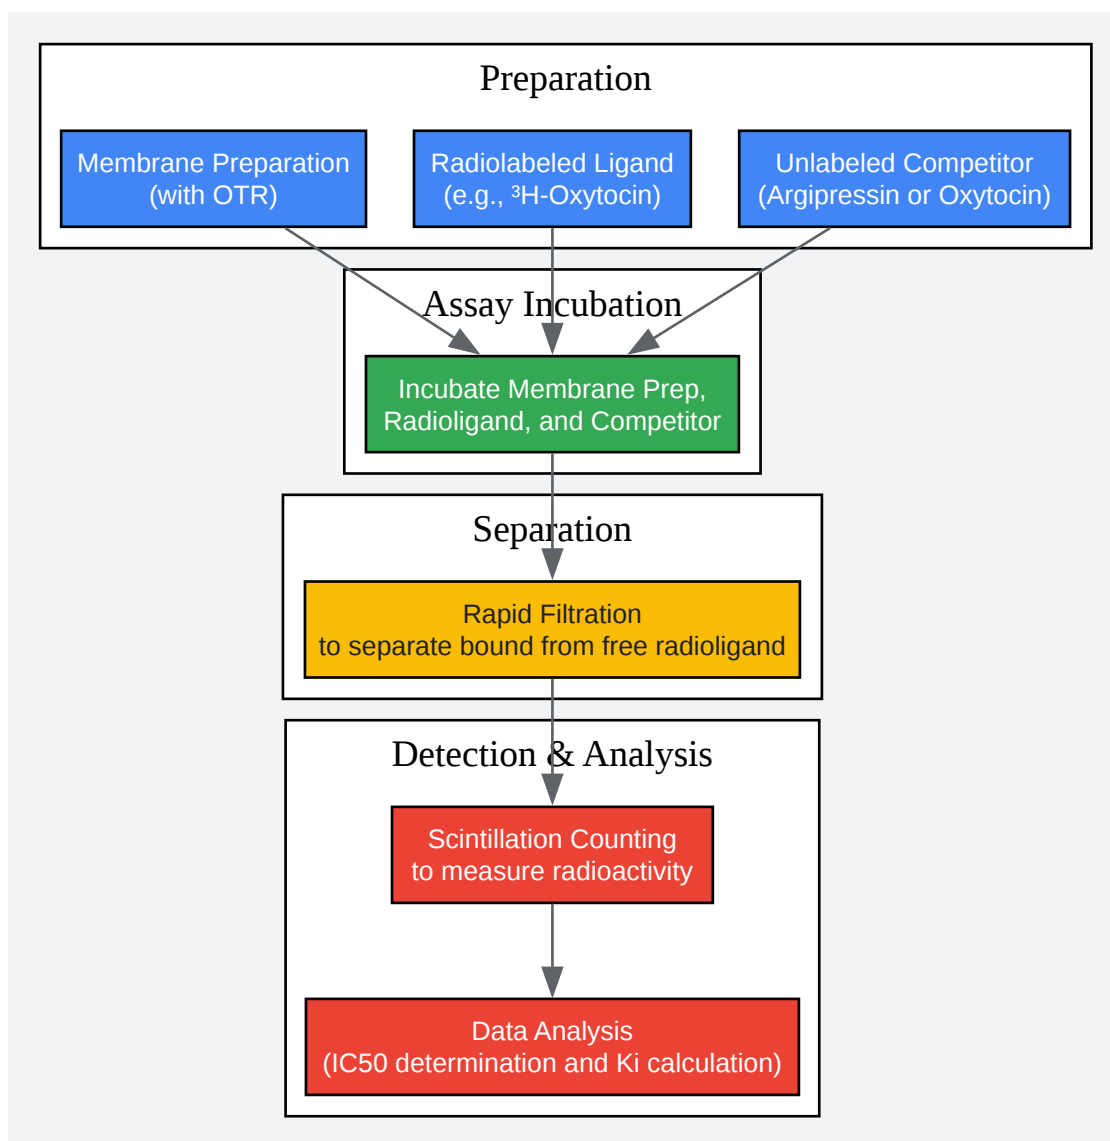 Preparation
Membrane Preparation
(with OTR)
Radiolabeled Ligand
(e.g., ³H-Oxytocin)
Unlabeled Competitor
(Argipressin or Oxytocin)
Assay Incubation
Incubate Membrane Prep,
Radioligand, and Competitor
Separation
Rapid Filtration
to separate bound from free radioligand
Detection & Analysis
Scintillation Counting
to measure radioactivity
Data Analysis
(IC50 determination and Ki calculation)